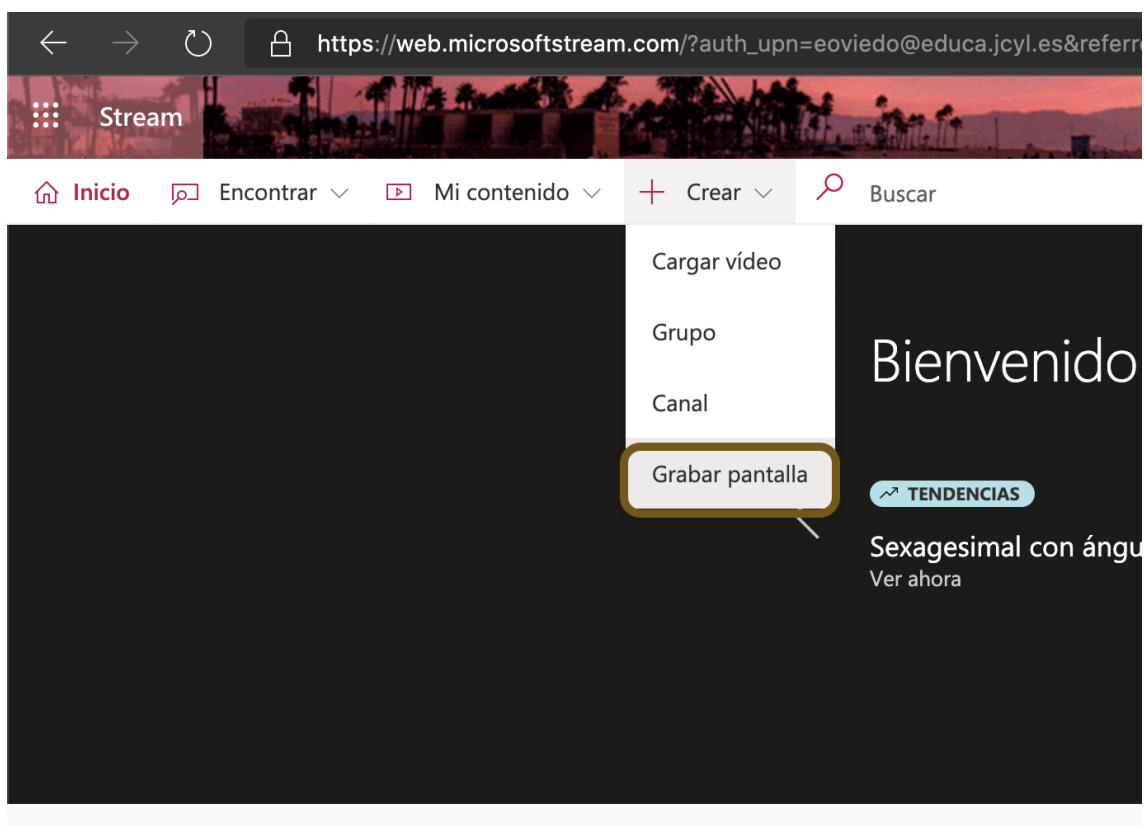 https://web.microsoftstream.com/?auth_upn=eoviedo@educa.jcyl.es&referre
Stream
Inicio Encontrar Mi contenido Crear Buscar
Cargar vídeo
Grupo
Canal
Grabar pantalla
Bienvenido
TENDENCIAS
Sexagesimal con ángu
Ver ahora